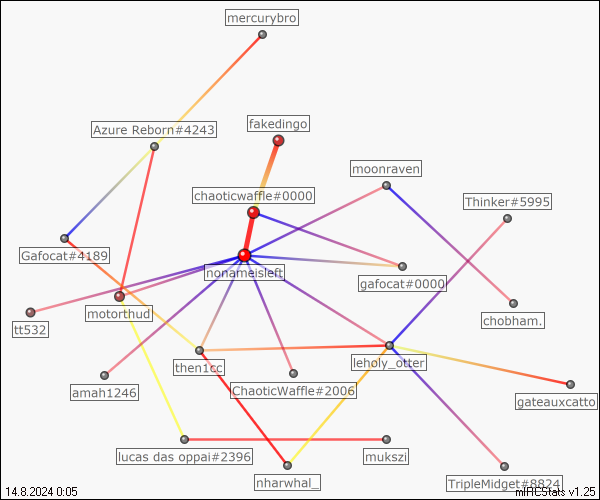 mercurybro
Azure Reborn#4243
fakedingo
moonraven
chaoticwaffle#0000
Thinker#5995
Gafocat#4189
nonameisleft
gafocat#0000
tt532
motorthud
chobham.
then1cc
leholy_otter
amah1246
ChaoticWaffle#2006
gateauxcatto
lucas das oppai#2396
mukszi
nharwhal_
TripleMidget#8824
14.8.2024 0:05
mIRCStats v1.25